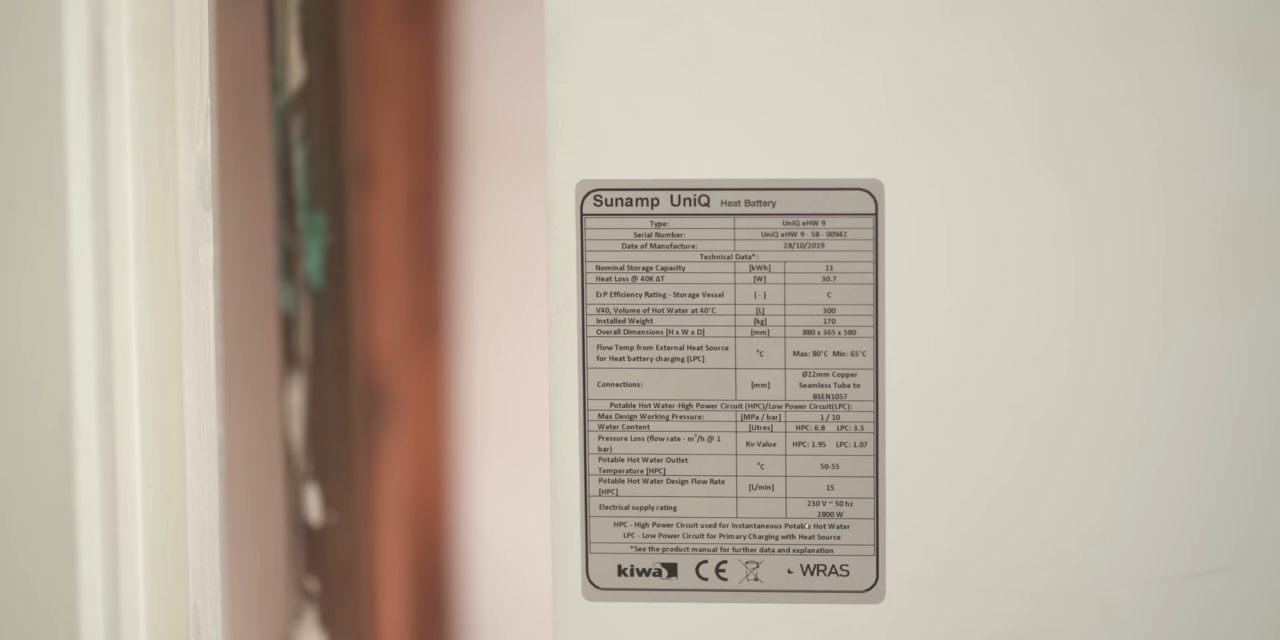 Sunamp UniQ Heat Battery
Type: UniQ eHW 9
Serial Number: UniQ eHW 9 - 58 - 00942
Date of Manufacture: 28/10/2019
Technical Data*:
Nominal Storage Capacity [kWh] 11
Heat Loss @ 40K ΔT [W] 30.7
ErP Efficiency Rating - Storage Vessel [ - ] C
V40, Volume of Hot Water at 40°C [L] 300
Installed Weight [kg] 170
Overall Dimensions [H x W x D] [mm] 880 x 365 x 580
Flow Temp from External Heat Source
for Heat battery charging [LPC] °C Max: 80°C Min: 65°C
Connections: [mm] Ø22mm Copper
Seamless Tube to
BSEN1057
Potable Hot Water-High Power Circuit (HPC)/Low Power Circuit(LPC):
Max Design Working Pressure: [MPa / bar] 1 / 10
Water Content [Litres] HPC: 6.8 LPC: 3.5
Pressure Loss (flow rate - m³/h @ 1
bar) Kv-Value HPC: 1.95 LPC: 1.07
Potable Hot Water Outlet
Temperature [HPC] °C 50-55
Potable Hot Water Design Flow Rate
[HPC] [L/min] 15
Electrical supply rating 230 V ~ 50 hz
2800 W
HPC - High Power Circuit used for Instantaneous Potable Hot Water
LPC - Low Power Circuit for Primary Charging with Heat Source
*See the product manual for further data and explanation
kiwa CE WRAS